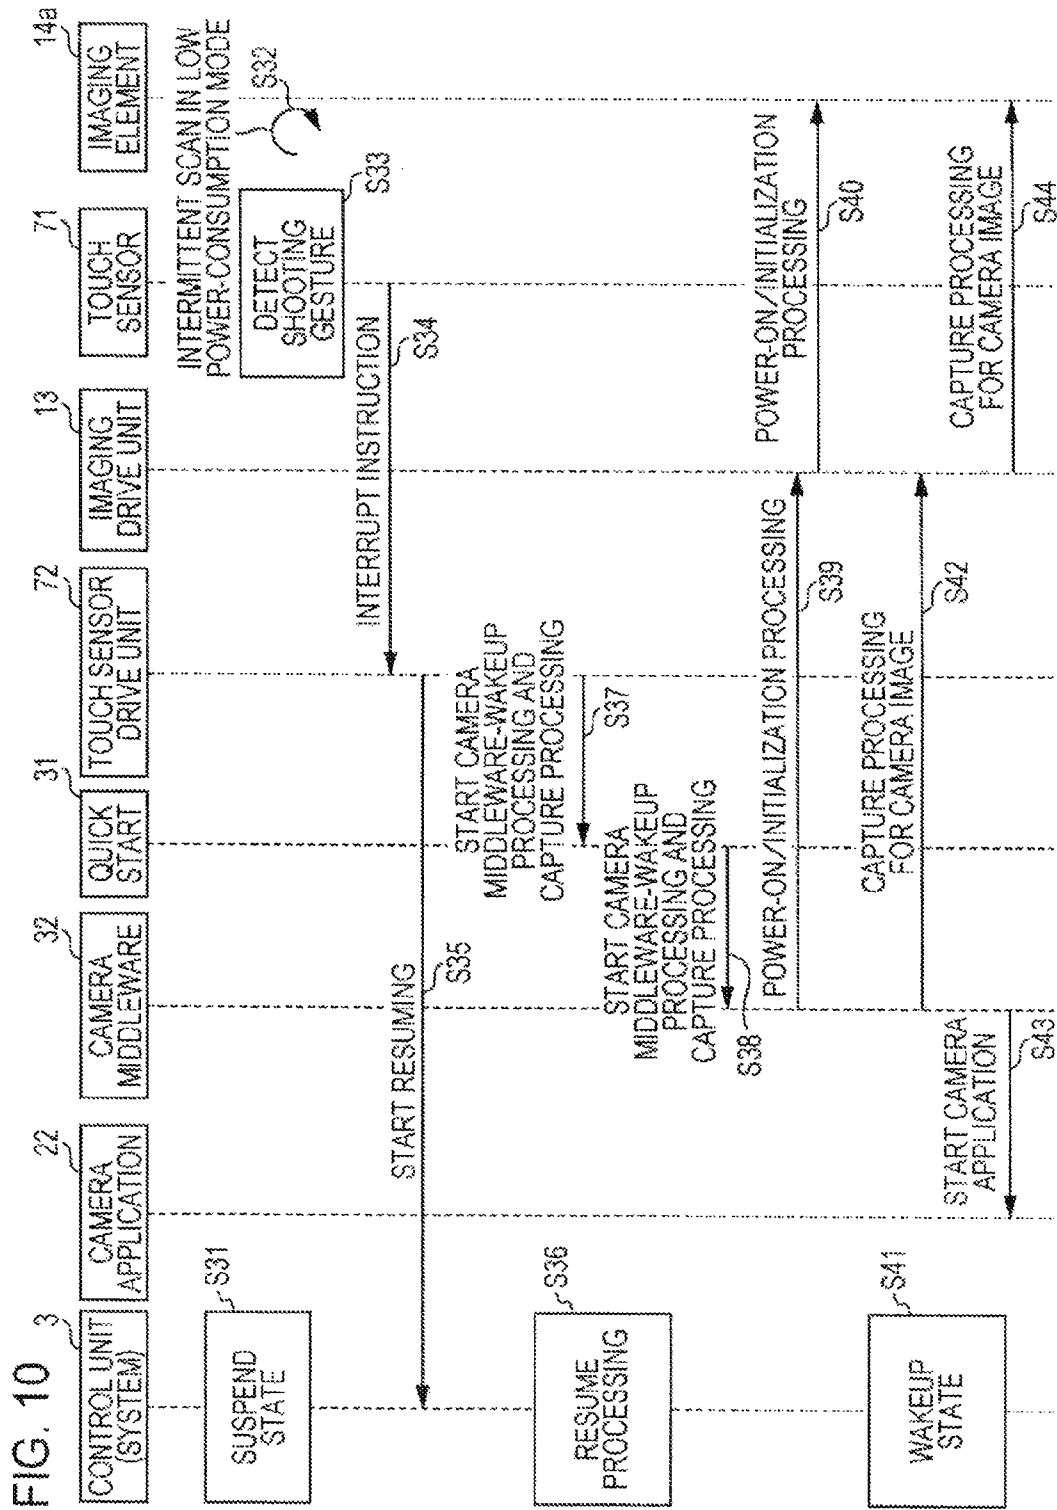 FIG. 10
CONTROL UNIT
(SYSTEM)
3
CAMERA
APPLICATION
22
CAMERA
MIDDLEWARE
32
QUICK
START
31
TOUCH SENSOR
DRIVE UNIT
72
IMAGING
DRIVE UNIT
13
TOUCH
SENSOR
71
IMAGING
ELEMENT
14a
SUSPEND
STATE
S31
INTERMITTENT SCAN IN LOW
POWER-CONSUMPTION MODE
S32
DETECT
SHOOTING
GESTURE
S33
INTERRUPT INSTRUCTION
S34
START RESUMING
S35
RESUME
PROCESSING
S36
START CAMERA
MIDDLEWARE-WAKEUP
PROCESSING AND
CAPTURE PROCESSING
S37
START CAMERA
MIDDLEWARE-WAKEUP
PROCESSING AND
CAPTURE PROCESSING
S38
POWER-ON/INITIALIZATION PROCESSING
S39
POWER-ON/INITIALIZATION
PROCESSING
S40
WAKEUP
STATE
S41
CAPTURE PROCESSING
FOR CAMERA IMAGE
S42
START CAMERA
APPLICATION
S43
CAPTURE PROCESSING
FOR CAMERA IMAGE
S44